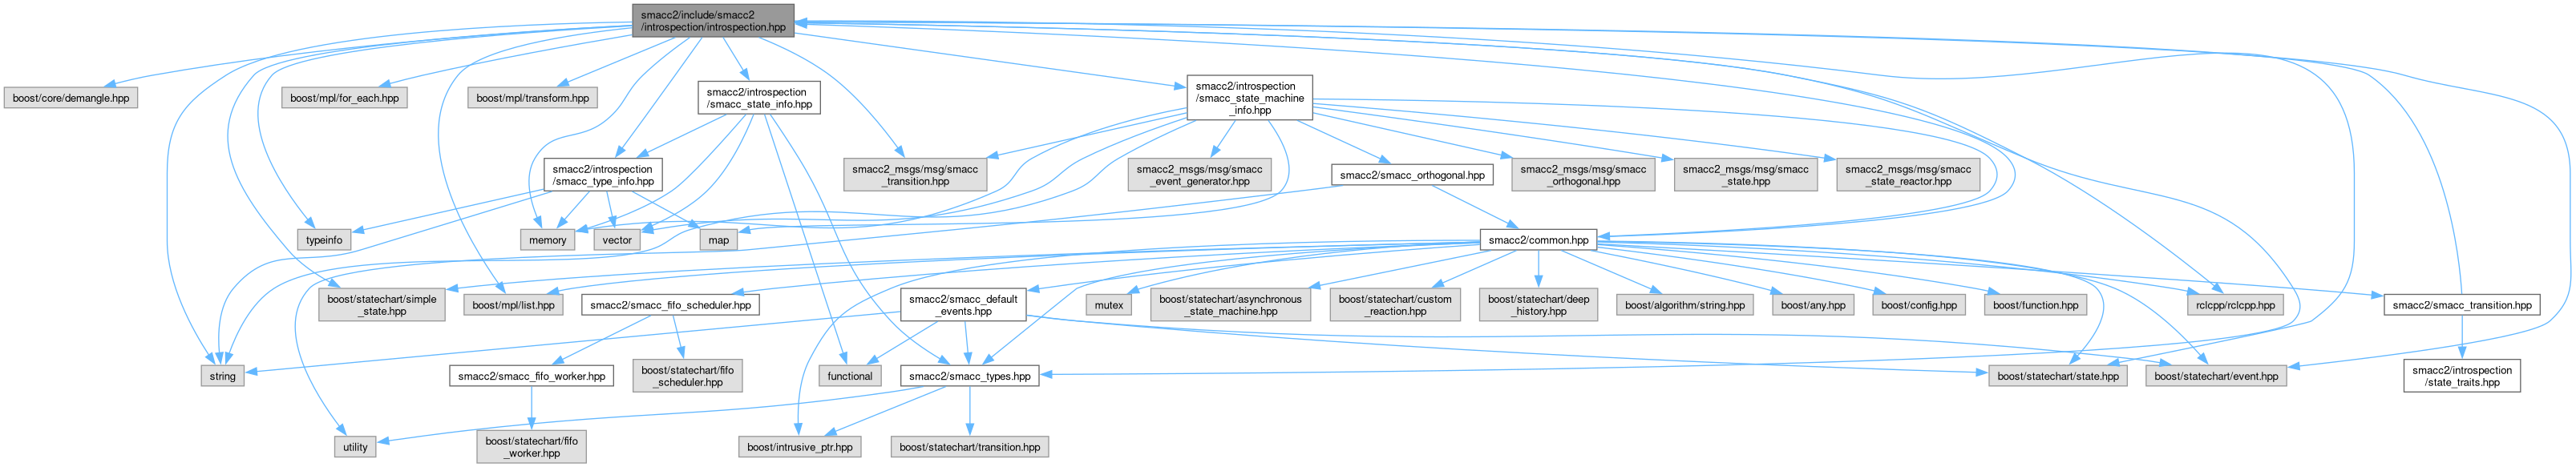 smacc2/include/smacc2
/introspection/introspection.hpp
boost/core/demangle.hpp
boost/mpl/for_each.hpp
boost/mpl/transform.hpp
smacc2/introspection
/smacc_state_info.hpp
smacc2/introspection
/smacc_state_machine
_info.hpp
smacc2/introspection
/smacc_type_info.hpp
smacc2_msgs/msg/smacc
_transition.hpp
smacc2_msgs/msg/smacc
_event_generator.hpp
smacc2/smacc_orthogonal.hpp
smacc2_msgs/msg/smacc
_orthogonal.hpp
smacc2_msgs/msg/smacc
_state.hpp
smacc2_msgs/msg/smacc
_state_reactor.hpp
typeinfo
memory
vector
map
smacc2/common.hpp
boost/statechart/simple
_state.hpp
boost/mpl/list.hpp
smacc2/smacc_fifo_scheduler.hpp
smacc2/smacc_default
_events.hpp
mutex
boost/statechart/asynchronous
_state_machine.hpp
boost/statechart/custom
_reaction.hpp
boost/statechart/deep
_history.hpp
boost/algorithm/string.hpp
boost/any.hpp
boost/config.hpp
boost/function.hpp
rclcpp/rclcpp.hpp
smacc2/smacc_transition.hpp
string
smacc2/smacc_fifo_worker.hpp
boost/statechart/fifo
_scheduler.hpp
functional
smacc2/smacc_types.hpp
boost/statechart/state.hpp
boost/statechart/event.hpp
smacc2/introspection
/state_traits.hpp
utility
boost/statechart/fifo
_worker.hpp
boost/intrusive_ptr.hpp
boost/statechart/transition.hpp